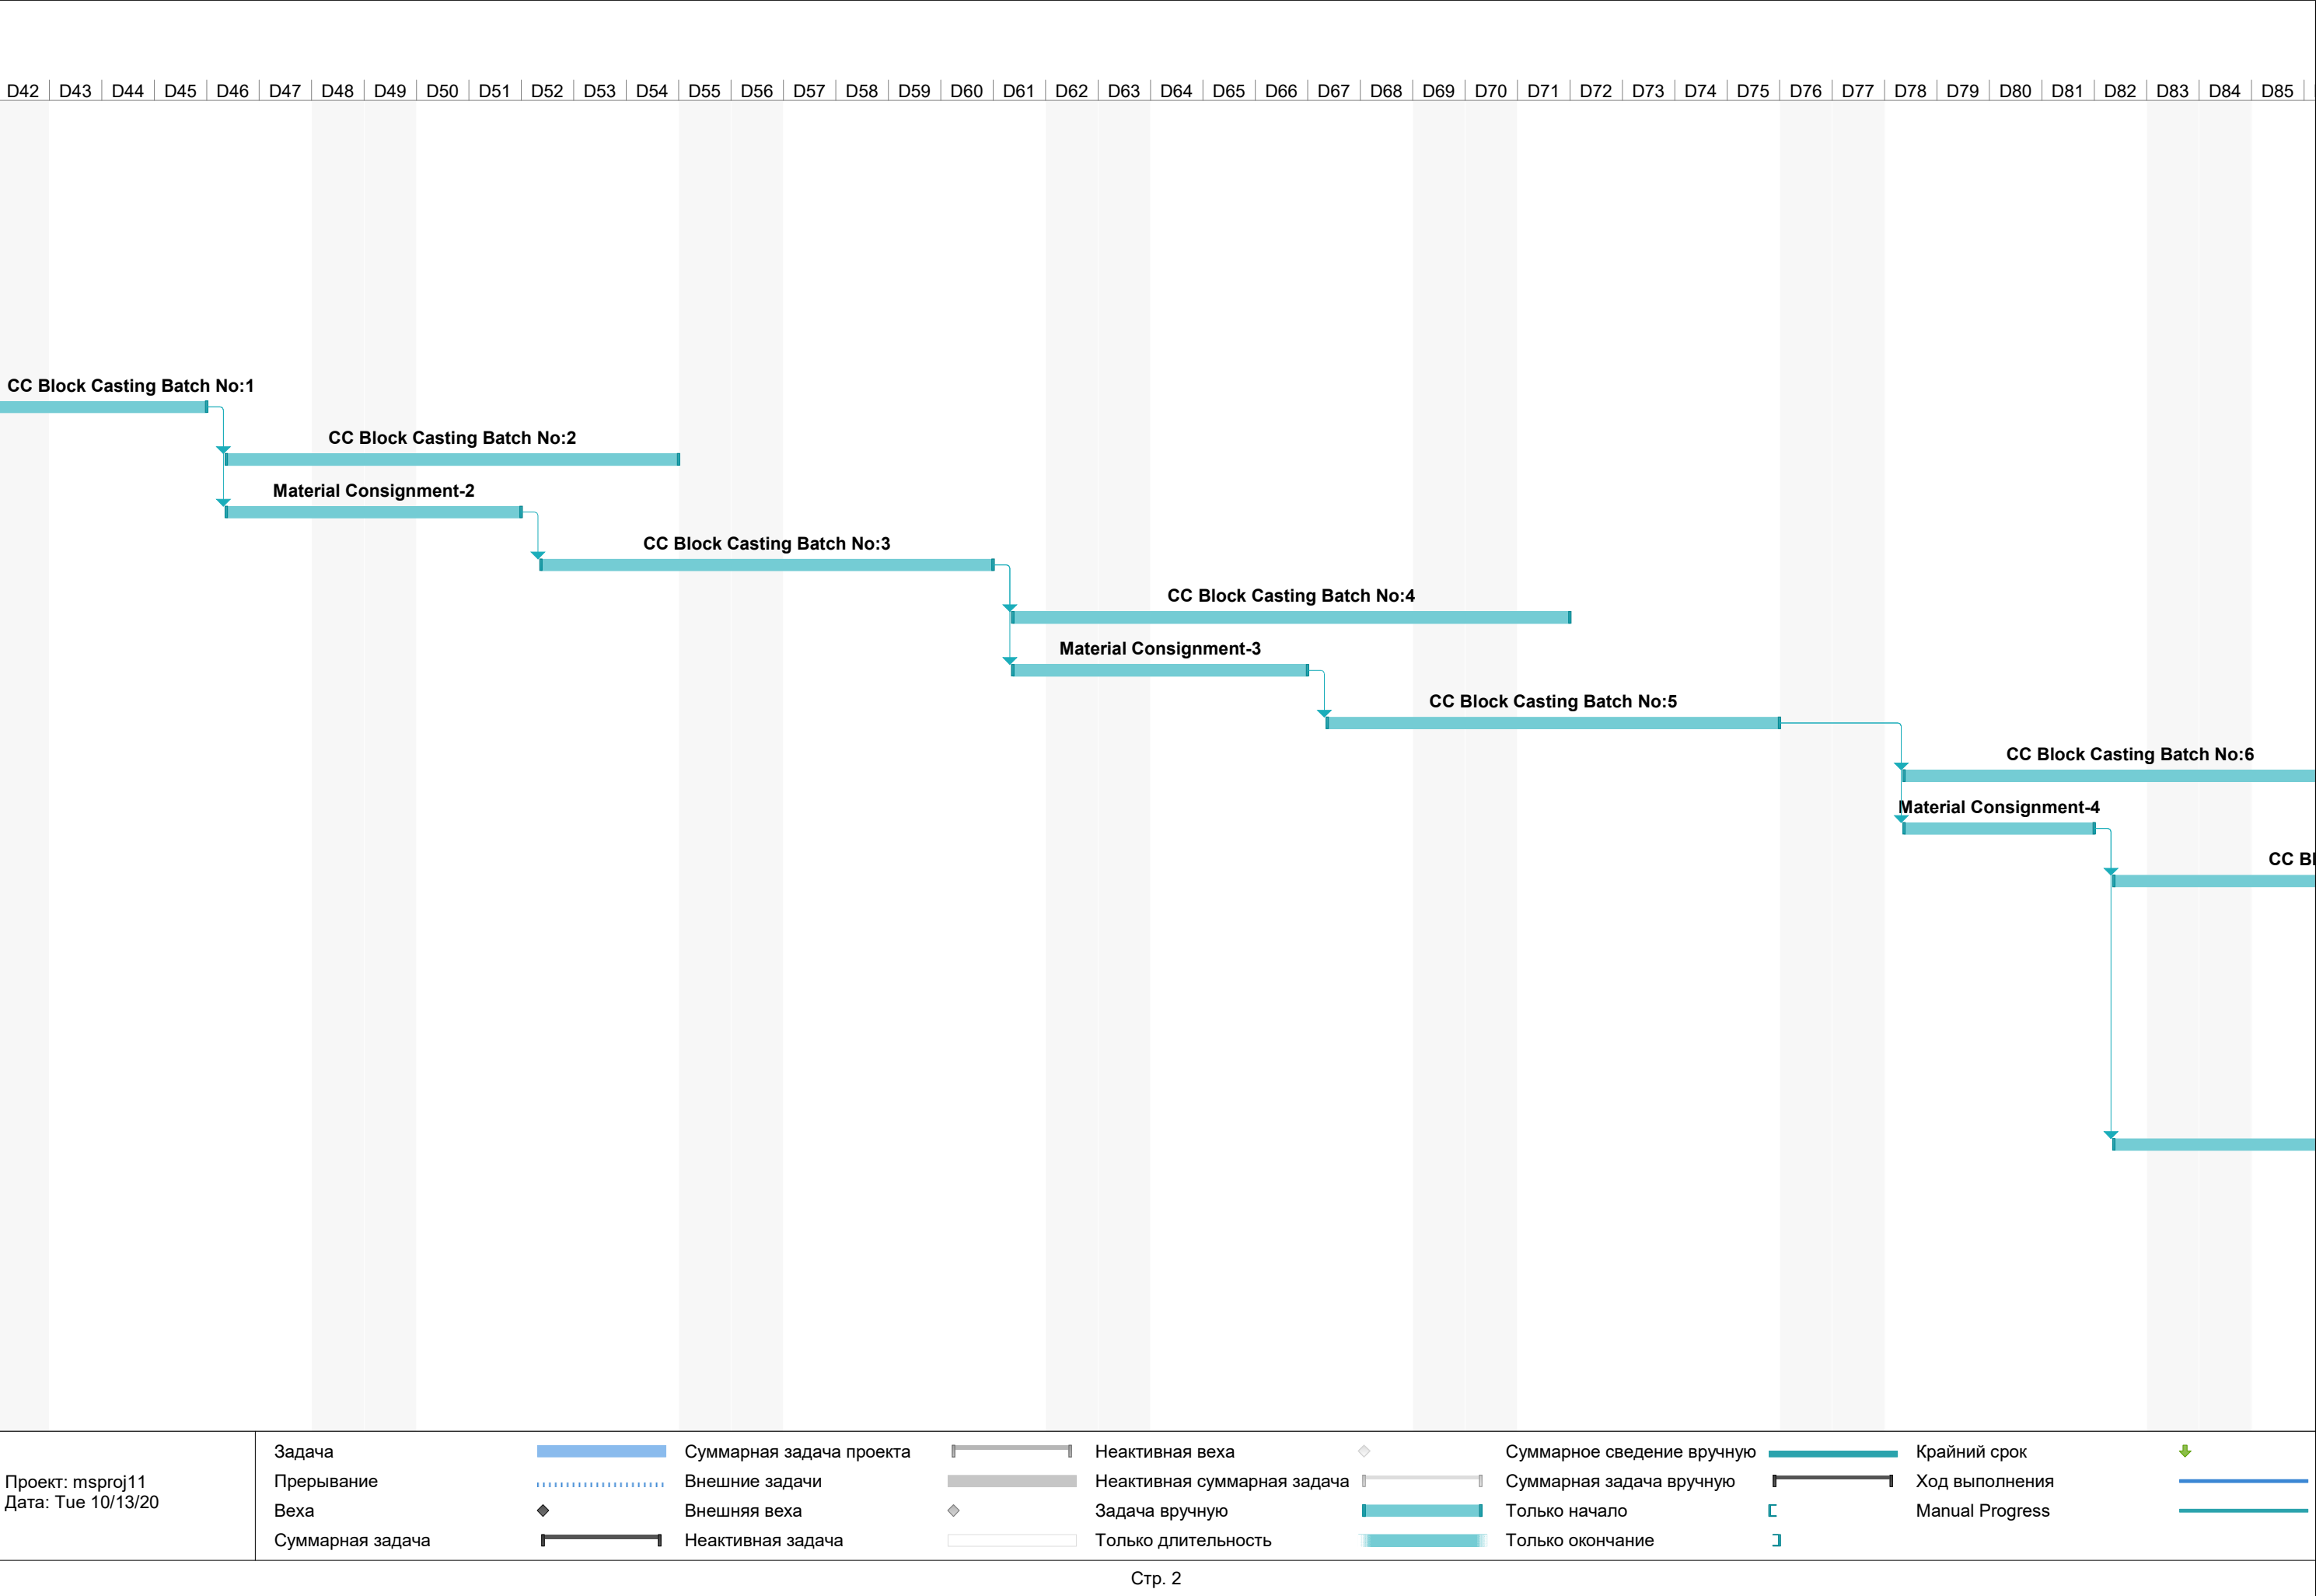 D42 D43 D44 D45 D46 D47 D48 D49 D50 D51 D52 D53 D54 D55 D56 D57 D58 D59 D60 D61 D62 D63 D64 D65 D66 D67 D68 D69 D70 D71 D72 D73 D74 D75 D76 D77 D78 D79 D80 D81 D82 D83 D84 D85
CC Block Casting Batch No:1
CC Block Casting Batch No:2
Material Consignment-2
CC Block Casting Batch No:3
CC Block Casting Batch No:4
Material Consignment-3
CC Block Casting Batch No:5
CC Block Casting Batch No:6
Material Consignment-4
CC Bl
Проект: msproj11
Дата: Tue 10/13/20
Задача
Прерывание
Веха
Суммарная задача
Суммарная задача проекта
Внешние задачи
Внешняя веха
Неактивная задача
Неактивная веха
Неактивная суммарная задача
Задача вручную
Только длительность
Суммарное сведение вручную
Суммарная задача вручную
Только начало
Только окончание
Крайний срок
Ход выполнения
Manual Progress
Стр. 2